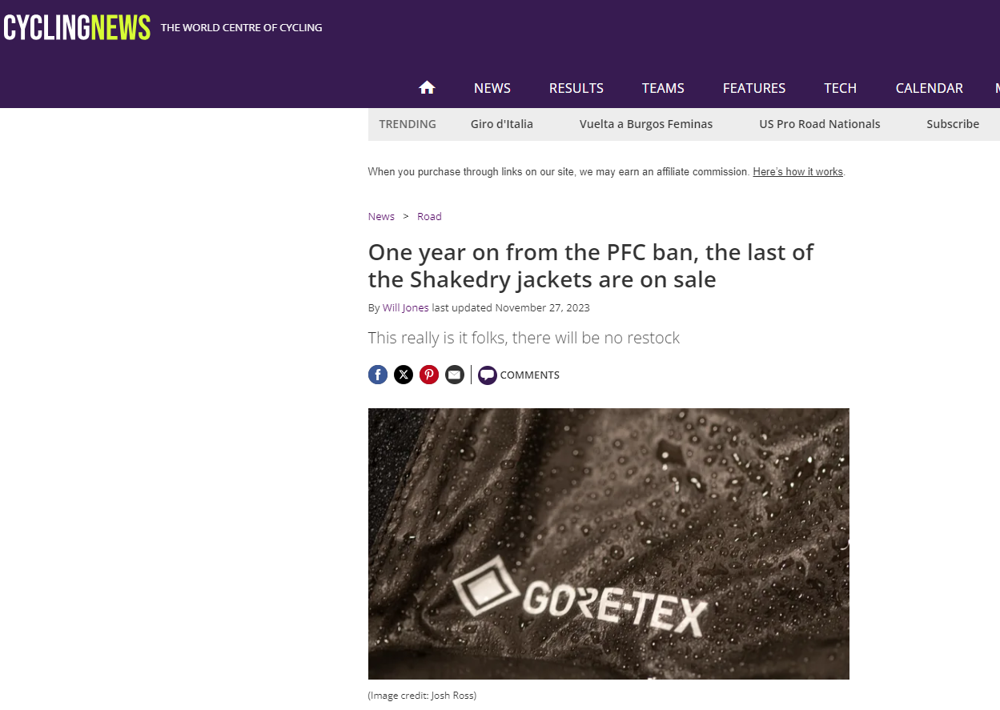 CYCLINGNEWS THE WORLD CENTRE OF CYCLING
NEWS RESULTS TEAMS FEATURES TECH CALENDAR
TRENDING Giro d'Italia Vuelta a Burgos Feminas US Pro Road Nationals Subscribe
When you purchase through links on our site, we may earn an affiliate commission. Here's how it works.
News > Road
One year on from the PFC ban, the last of
the Shakedry jackets are on sale
By Will Jones last updated November 27, 2023
This really is it folks, there will be no restock
COMMENTS
GORE-TEX
(Image credit: Josh Ross)